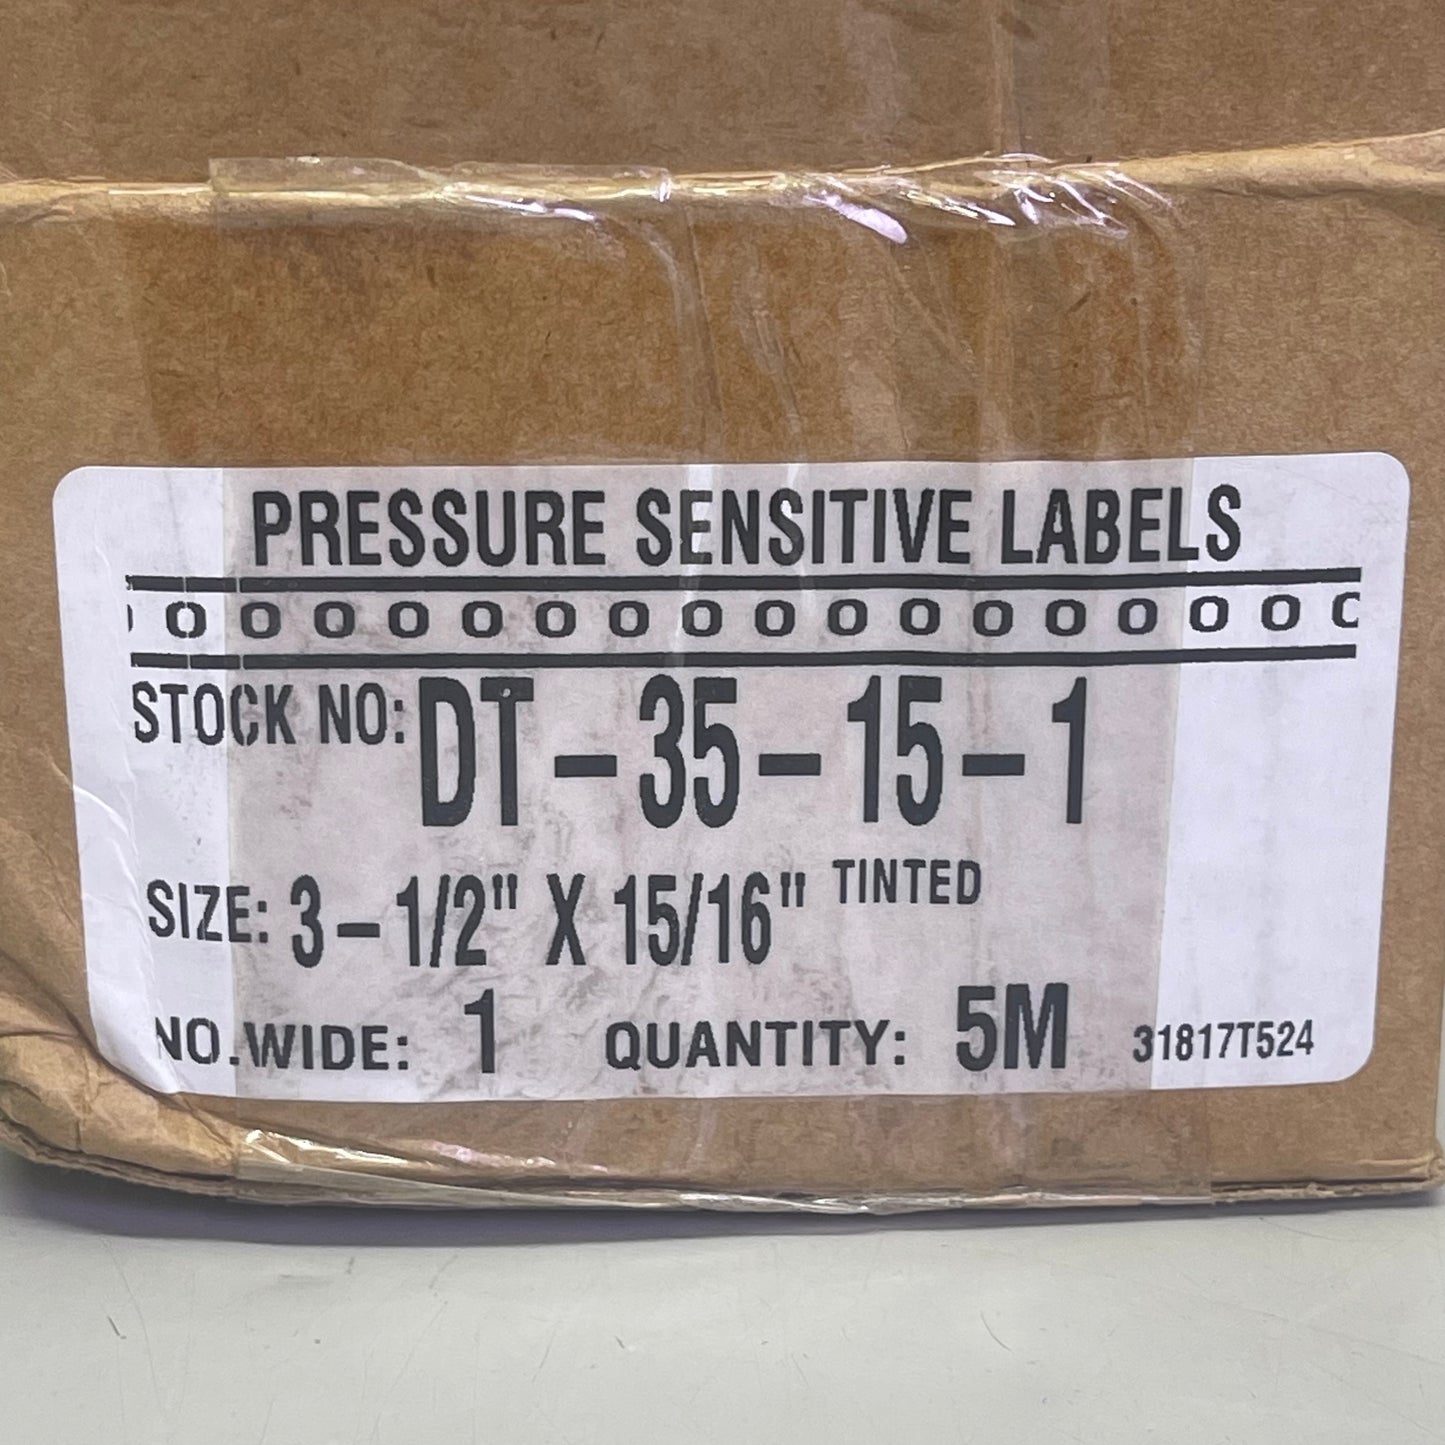 PRESSURE SENSITIVE LABELS
O O O O O O O O O O O O O O O O
STOCK NO: DT-35-15-1
SIZE: 3-1/2" X 15/16" TINTED
NO. WIDE: 1 QUANTITY: 5M 31817T524